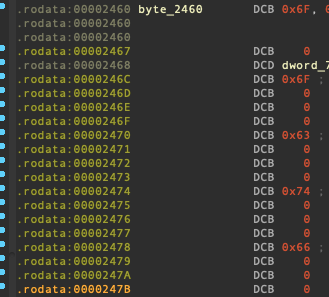 .rodata:00002460 byte_2460 DCB 0x6F,
.rodata:00002460
.rodata:00002460
.rodata:00002467 DCB 0
.rodata:00002468 DCD dword_7
.rodata:0000246C DCB 0x6F ;
.rodata:0000246D DCB 0
.rodata:0000246E DCB 0
.rodata:0000246F DCB 0
.rodata:00002470 DCB 0x63 ;
.rodata:00002471 DCB 0
.rodata:00002472 DCB 0
.rodata:00002473 DCB 0
.rodata:00002474 DCB 0x74 ;
.rodata:00002475 DCB 0
.rodata:00002476 DCB 0
.rodata:00002477 DCB 0
.rodata:00002478 DCB 0x66 ;
.rodata:00002479 DCB 0
.rodata:0000247A DCB 0
.rodata:0000247B DCB 0